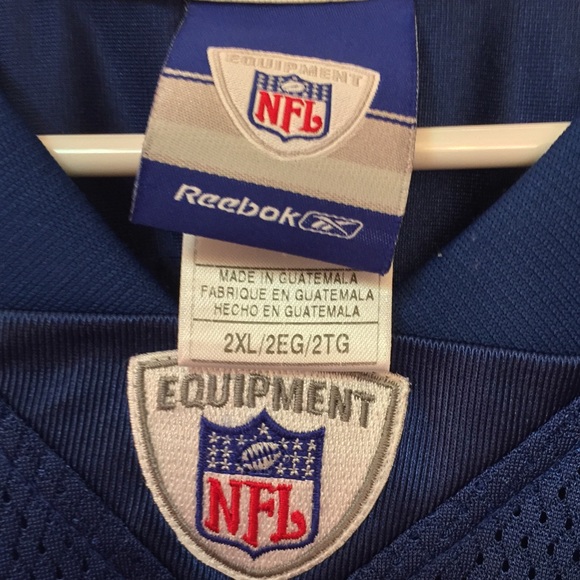 EQUIPMENT
NFL
Reebok
MADE IN GUATEMALA
FABRIQUE EN GUATEMALA
HECHO EN GUATEMALA
2XL/2EG/2TG
EQUIPMENT
NFL